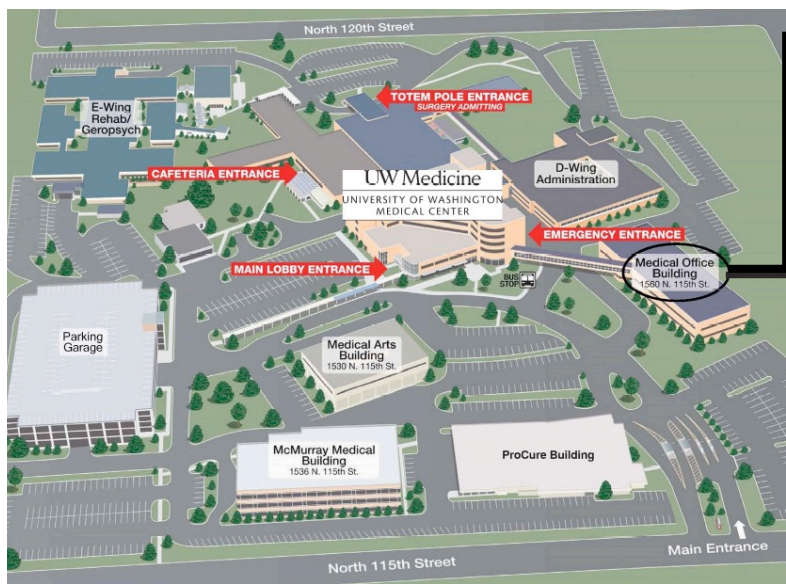 North 120th Street
E-Wing
Rehab/
Geropsych
TOTEM POLE ENTRANCE
SURGERY ADMITTING
CAFETERIA ENTRANCE
D-Wing
Administration
UW Medicine
UNIVERSITY OF WASHINGTON
MEDICAL CENTER
EMERGENCY ENTRANCE
MAIN LOBBY ENTRANCE
BUS
STOP
Medical Office
Building
1560 N. 115th St.
Parking
Garage
Medical Arts
Building
1530 N. 115th St.
McMurray Medical
Building
1536 N. 115th St.
ProCure Building
Main Entrance
North 115th Street